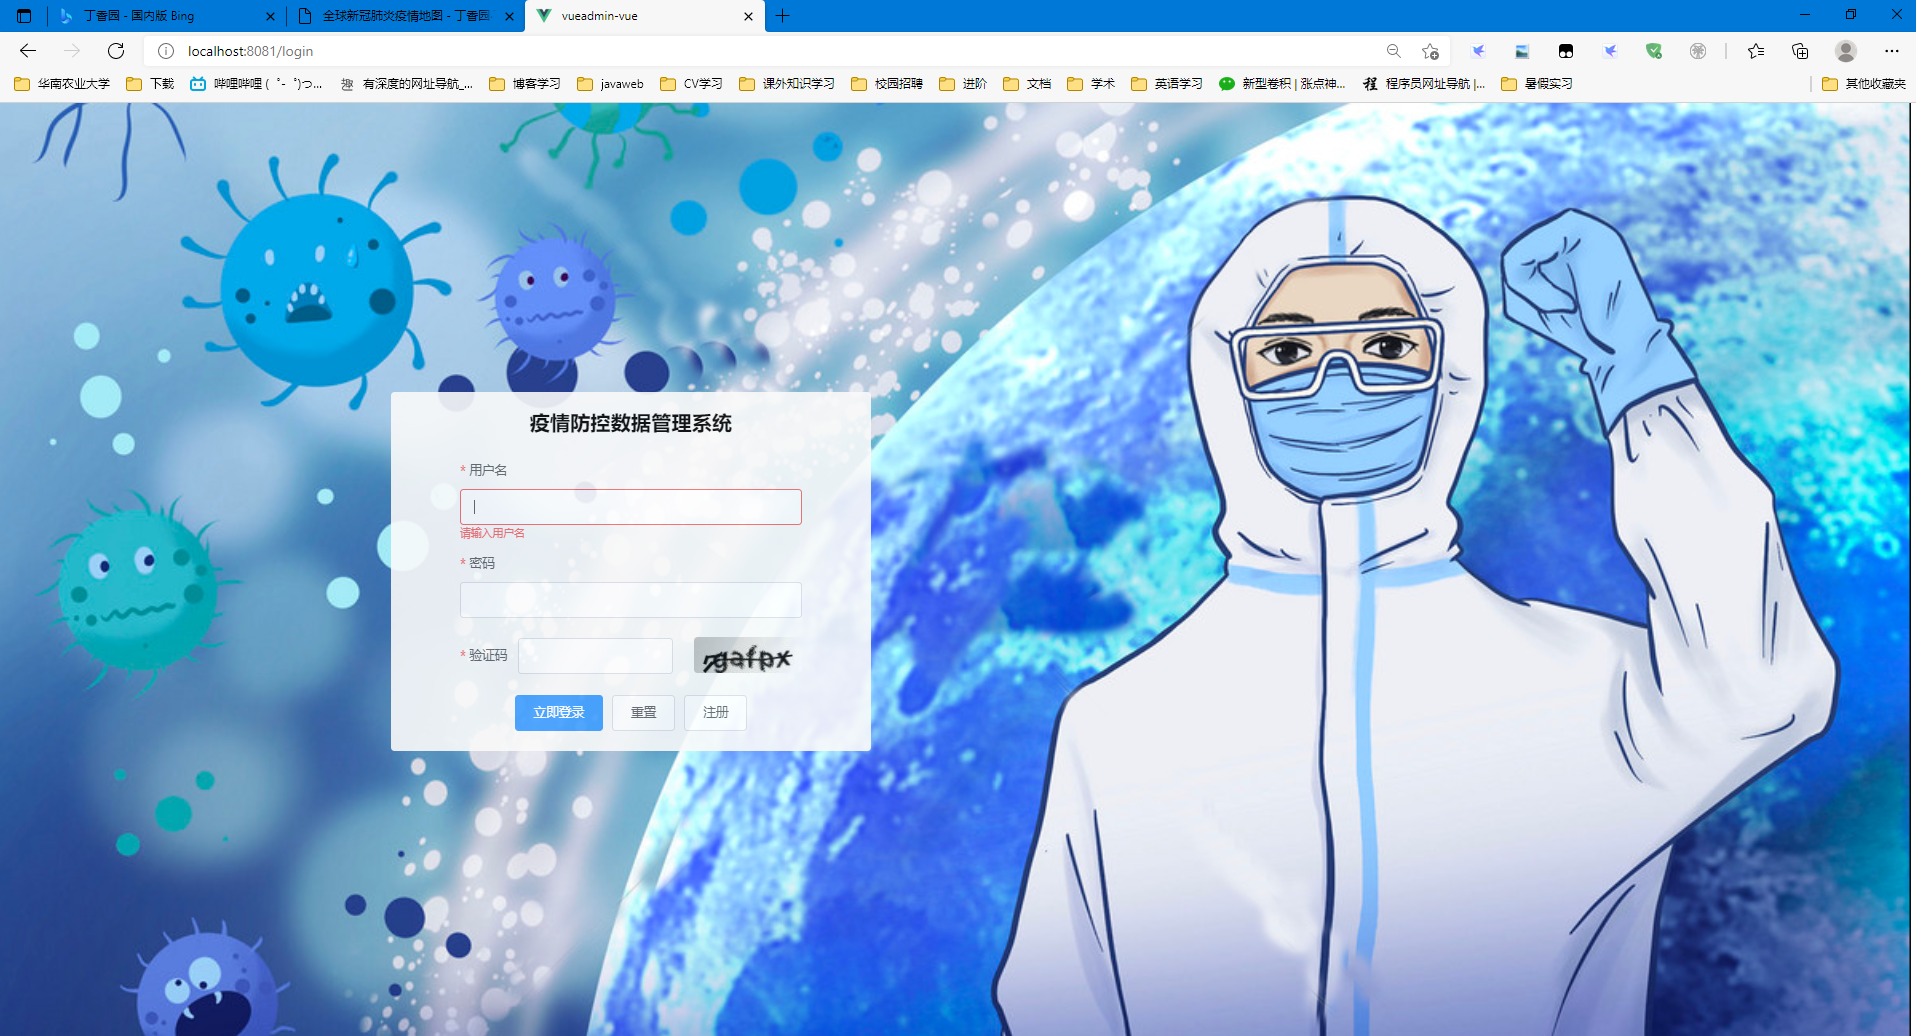 丁香园 - 国内版 Bing
全球新冠肺炎疫情地图 - 丁香园
vueadmin-vue
localhost:8081/login
华南农业大学
下载
哔哩哔哩 (゜-゜)つ...
有深度的网址导航_...
博客学习
javaweb
CV学习
课外知识学习
校园招聘
进阶
文档
学术
英语学习
新型卷积 | 涨点神...
程序员网址导航 |...
暑假实习
其他收藏夹
疫情防控数据管理系统
* 用户名
请输入用户名
* 密码
* 验证码
立即登录
重置
注册